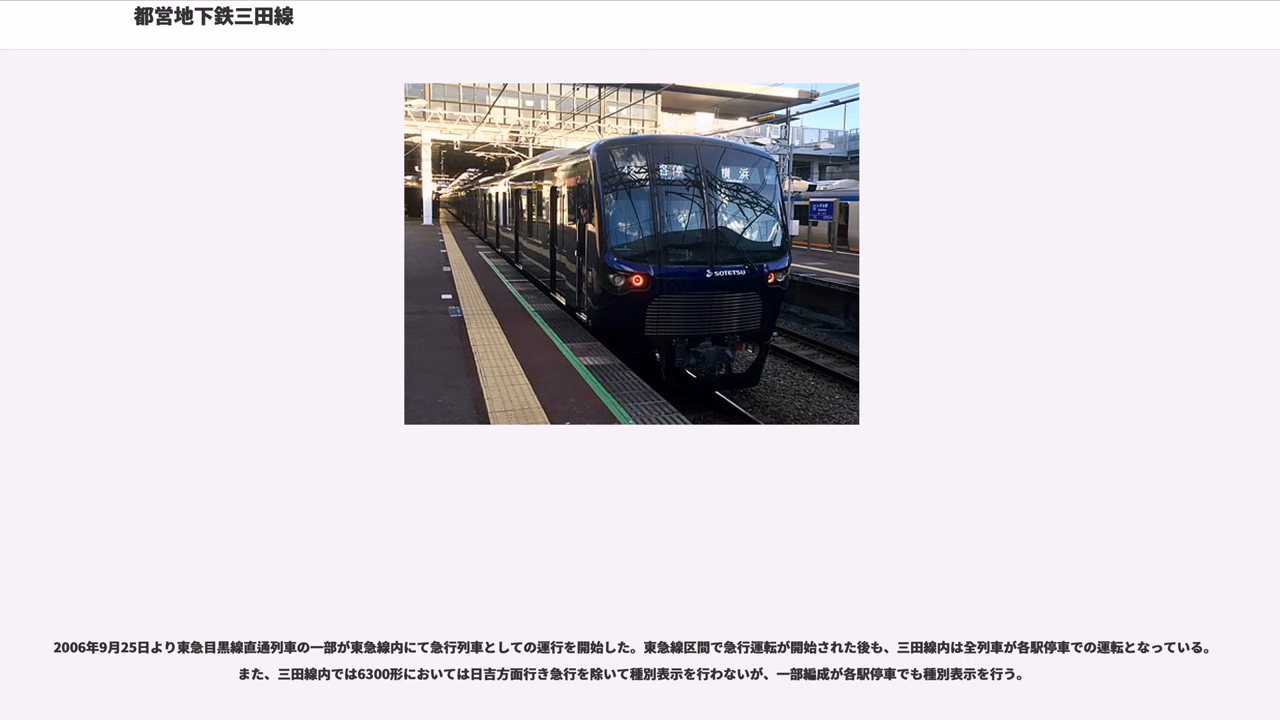 都営地下鉄三田線
各停 横浜
SOTETSU
2006年9月25日より東急目黒線直通列車の一部が東急線内にて急行列車としての運行を開始した。東急線区間で急行運転が開始された後も、三田線内は全列車が各駅停車での運転となっている。
また、三田線内では6300形においては日吉方面行き急行を除いて種別表示を行わないが、一部編成が各駅停車でも種別表示を行う。